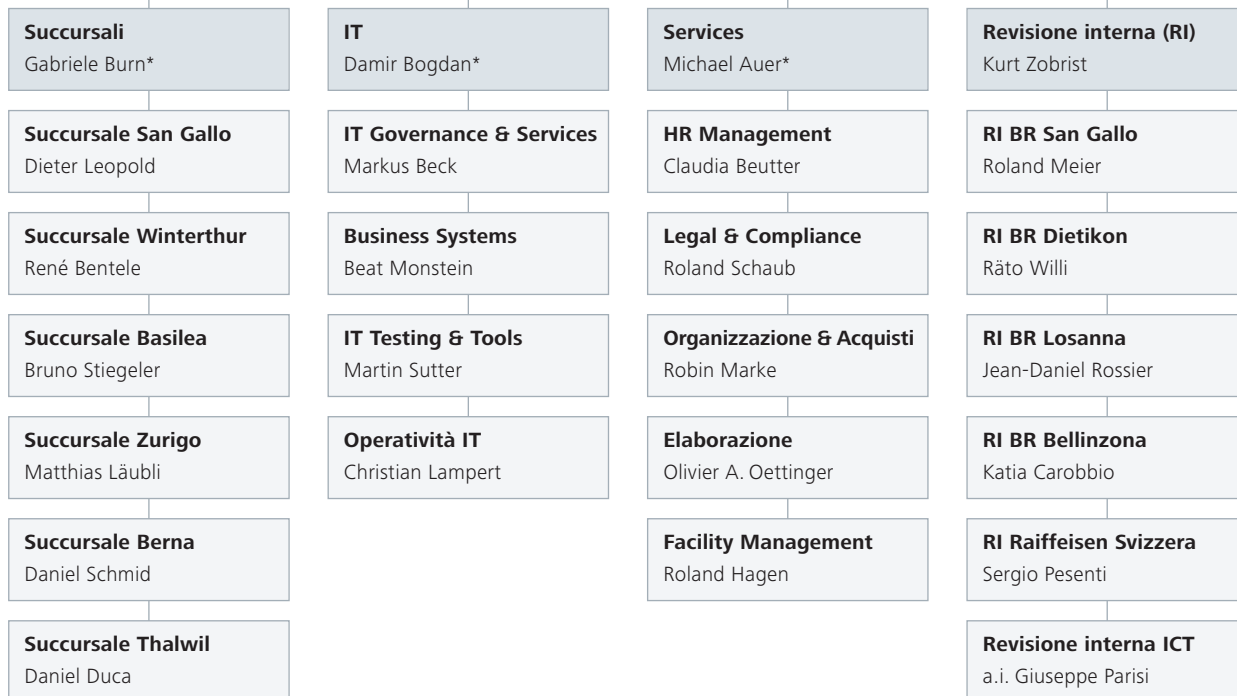 Succursali
Gabriele Burn*
Succursale San Gallo
Dieter Leopold
Succursale Winterthur
René Bentele
Succursale Basilea
Bruno Stiegeler
Succursale Zurigo
Matthias Läubli
Succursale Berna
Daniel Schmid
Succursale Thalwil
Daniel Duca
IT
Damir Bogdan*
IT Governance & Services
Markus Beck
Business Systems
Beat Monstein
IT Testing & Tools
Martin Sutter
Operatività IT
Christian Lampert
Services
Michael Auer*
HR Management
Claudia Beutter
Legal & Compliance
Roland Schaub
Organizzazione & Acquisti
Robin Marke
Elaborazione
Olivier A. Oettinger
Facility Management
Roland Hagen
Revisione interna (RI)
Kurt Zobrist
RI BR San Gallo
Roland Meier
RI BR Dietikon
Räto Willi
RI BR Losanna
Jean-Daniel Rossier
RI BR Bellinzona
Katia Carobbio
RI Raiffeisen Svizzera
Sergio Pesenti
Revisione interna ICT
a.i. Giuseppe Parisi